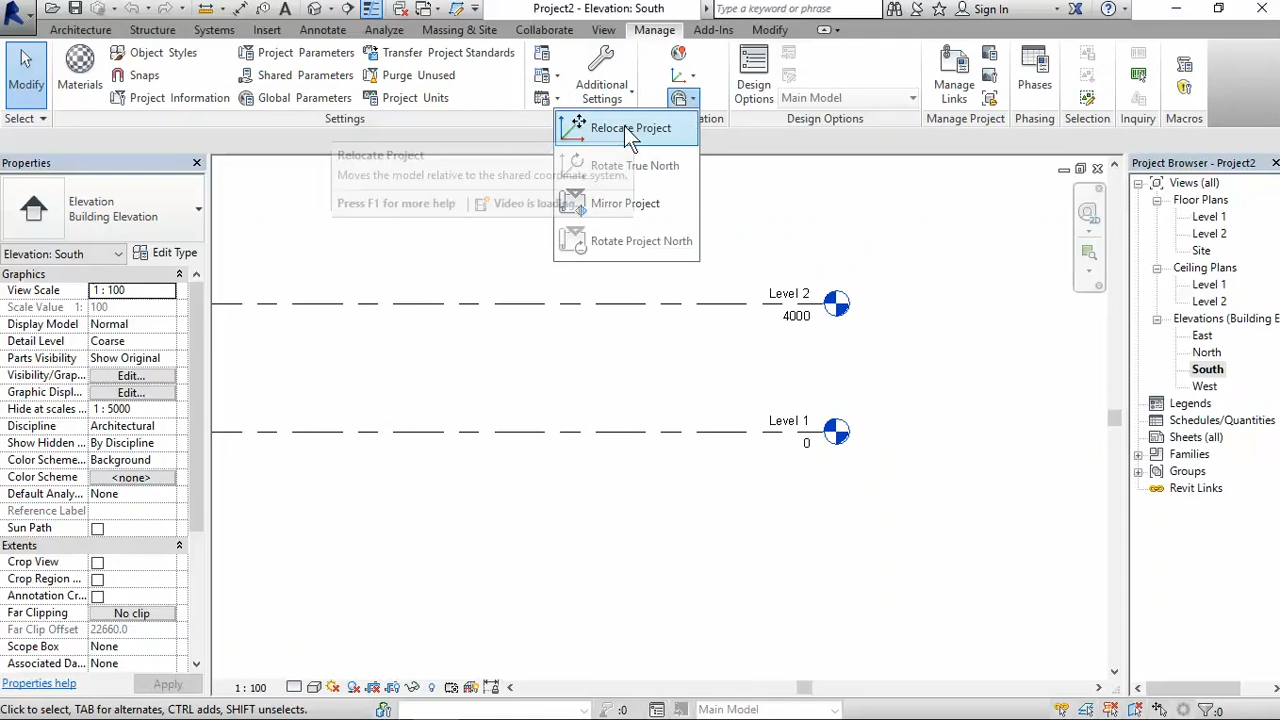 Project2 - Elevation: South
Type a keyword or phrase
Sign In
Architecture Structure Systems Insert Annotate Analyze Massing & Site Collaborate View Manage Add-Ins Modify
Modify
Select
Materials
Object Styles
Snaps
Project Information
Project Parameters
Shared Parameters
Global Parameters
Transfer Project Standards
Purge Unused
Project Units
Settings
Additional
Settings
Design
Options
Main Model
Design Options
Manage
Links
Manage Project
Phases
Phasing
Selection
Inquiry
Macros
Relocate Project
Rotate True North
Mirror Project
Rotate Project North
Relocate Project
Moves the model relative to the shared coordinate system.
Press F1 for more help
Video is loading
Properties
Elevation
Building Elevation
Elevation: South
Edit Type
Graphics
View Scale 1 : 100
Scale Value 1: 100
Display Model Normal
Detail Level Coarse
Parts Visibility Show Original
Visibility/Grap... Edit...
Graphic Displ... Edit...
Hide at scales ... 1 : 5000
Discipline Architectural
Show Hidden ... By Discipline
Color Scheme... Background
Color Scheme <none>
Default Analy... None
Reference Label
Sun Path
Extents
Crop View
Crop Region ...
Annotation Cr...
Far Clipping No clip
Far Clip Offset 22660.0
Scope Box None
Associated Da... None
Properties help
Apply
Level 2
4000
Level 1
0
Project Browser - Project2
Views (all)
Floor Plans
Level 1
Level 2
Site
Ceiling Plans
Level 1
Level 2
Elevations (Building E
East
North
South
West
Legends
Schedules/Quantities
Sheets (all)
Families
Groups
Revit Links
1 : 100
Click to select, TAB for alternates, CTRL adds, SHIFT unselects.
:0
Main Model
:0